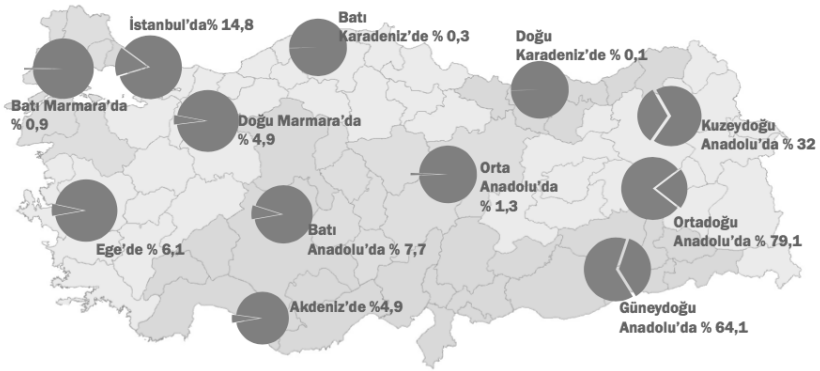 İstanbul'da% 14,8
Batı
Karadeniz'de % 0,3
Doğu
Karadeniz'de % 0,1
Batı Marmara'da
% 0,9
Doğu Marmara'da
% 4,9
Kuzeydoğu
Anadolu'da % 32
Orta
Anadolu'da
% 1,3
Ortadoğu
Anadolu'da % 79,1
Ege'de % 6,1
Batı
Anadolu'da % 7,7
Akdeniz'de %4,9
Güneydoğu
Anadolu'da % 64,1